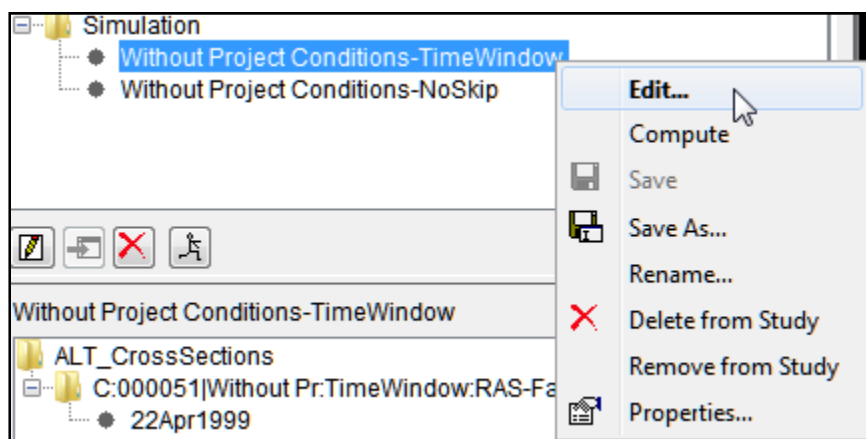 Simulation
Without Project Conditions-TimeWindow
Without Project Conditions-NoSkip
Edit...
Compute
Save
Save As...
Rename...
Delete from Study
Remove from Study
Properties...
Without Project Conditions-TimeWindow
ALT_CrossSections
C:000051|Without Pr:TimeWindow:RAS-Fa
22Apr1999